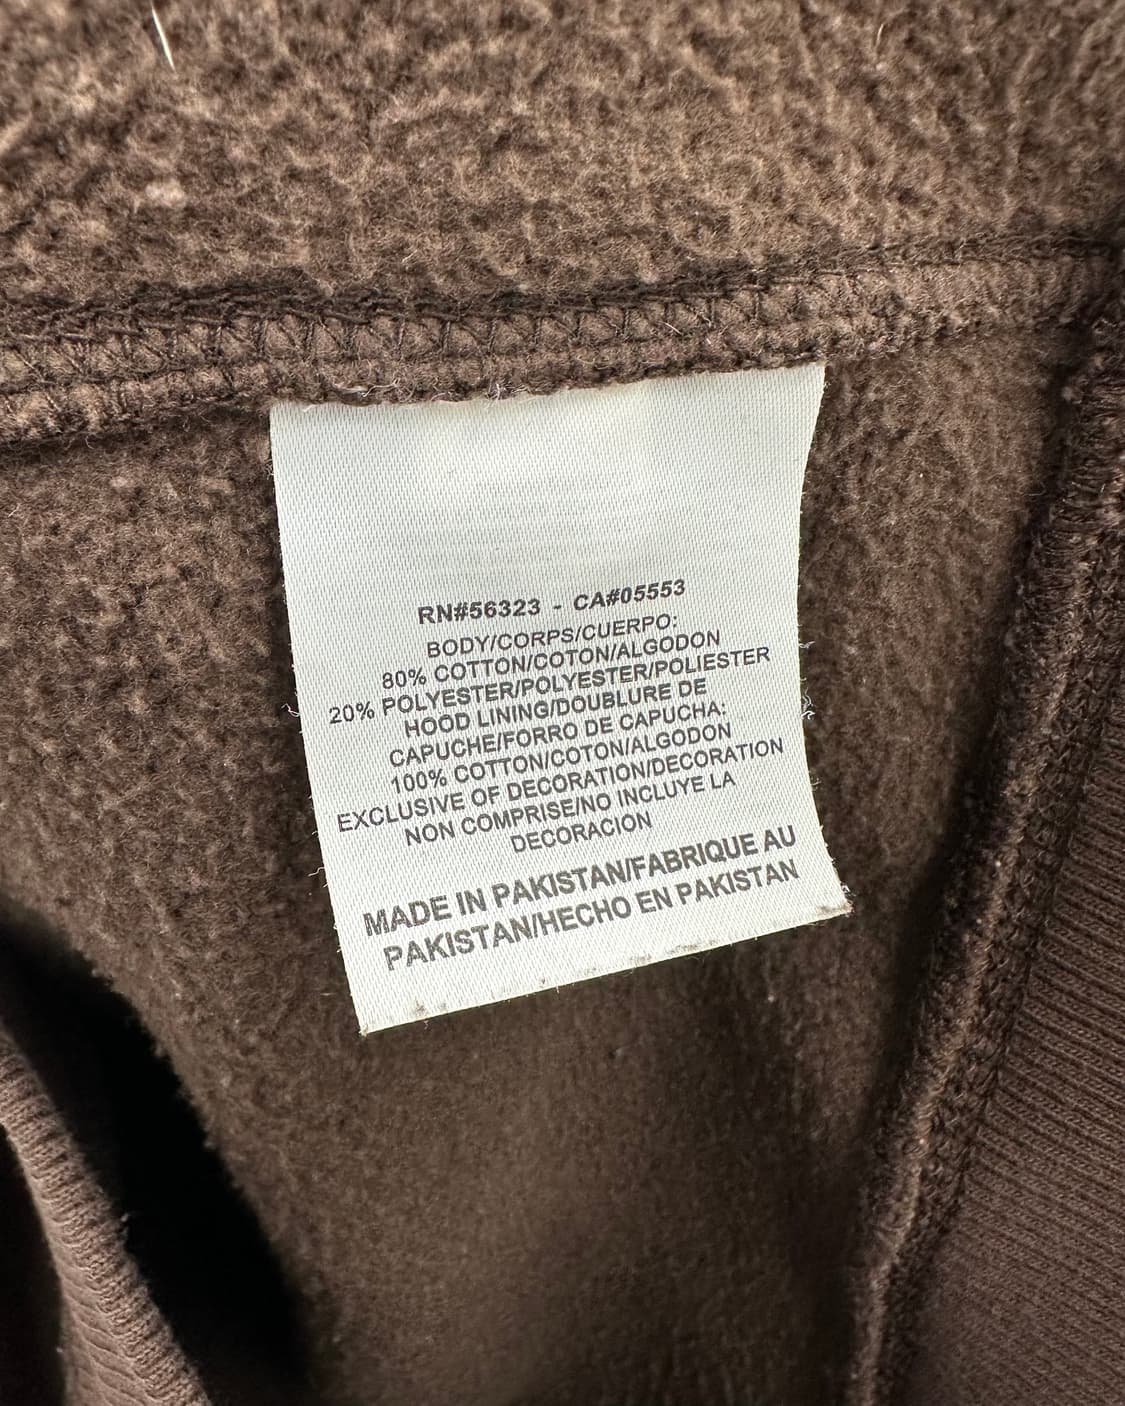 RN#56323 - CA#05553
BODY/CORPS/CUERPO:
80% COTTON/COTON/ALGODON
20% POLYESTER/POLYESTER/POLIESTER
HOOD LINING/DOUBLURE DE
CAPUCHE/FORRO DE CAPUCHA:
100% COTTON/COTON/ALGODON
EXCLUSIVE OF DECORATION/DECORATION
NON COMPRISE/NO INCLUYE LA
DECORACION
MADE IN PAKISTAN/FABRIQUE AU
PAKISTAN/HECHO EN PAKISTAN